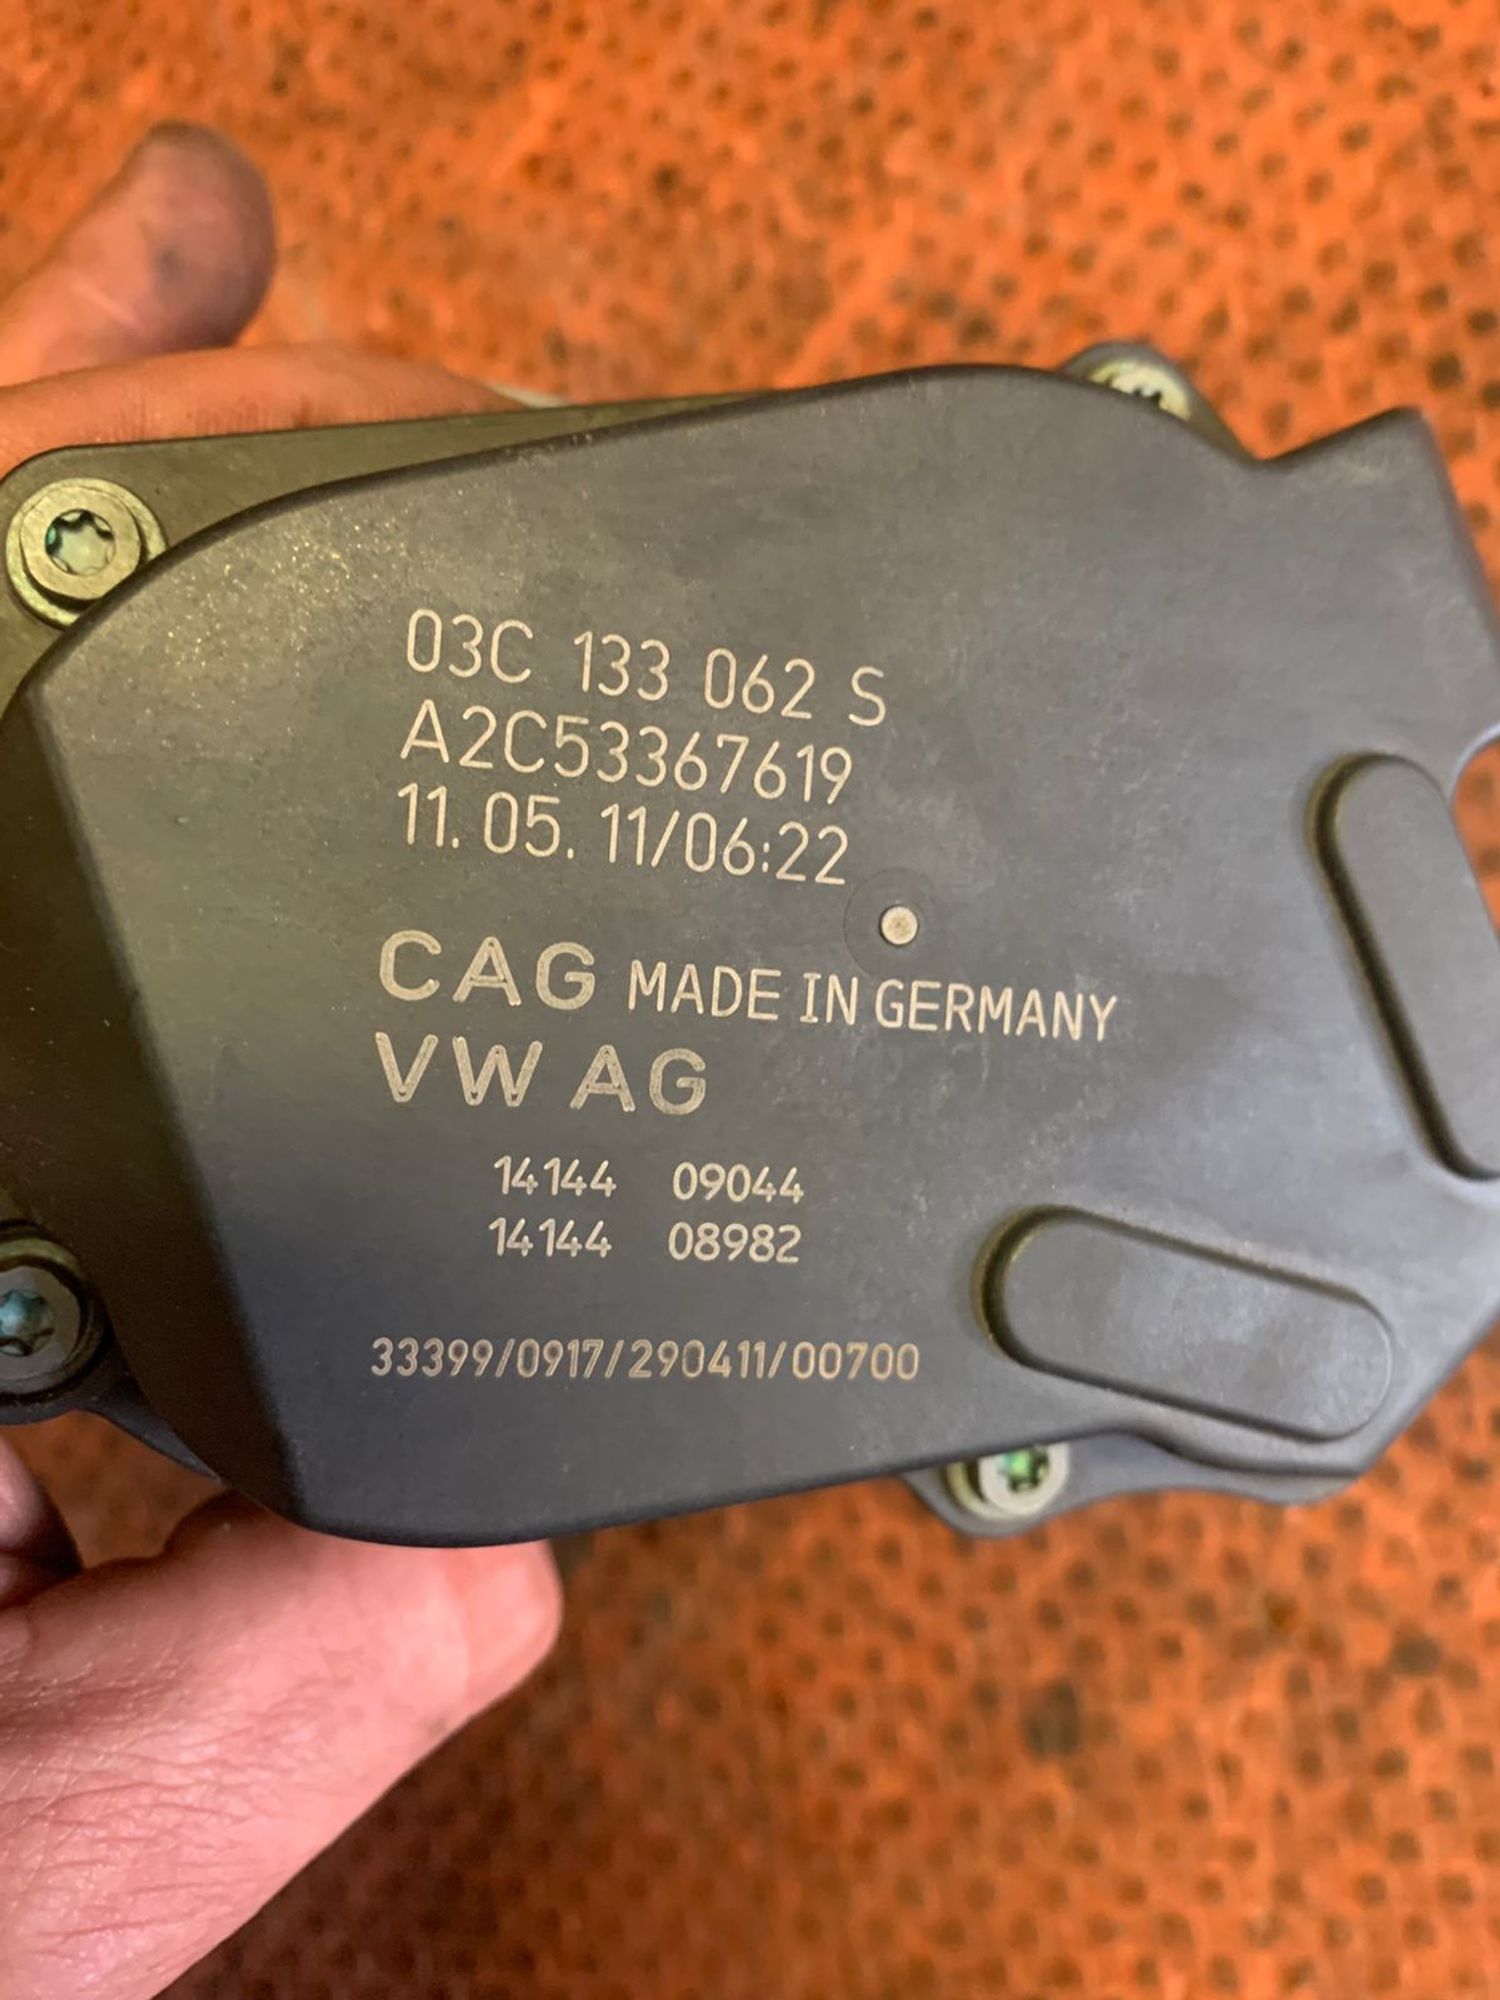 03C 133 062 S
A2C53367619
11. 05. 11/06:22
CAG MADE IN GERMANY
VW AG
14144 09044
14144 08982
33399/0917/290411/00700